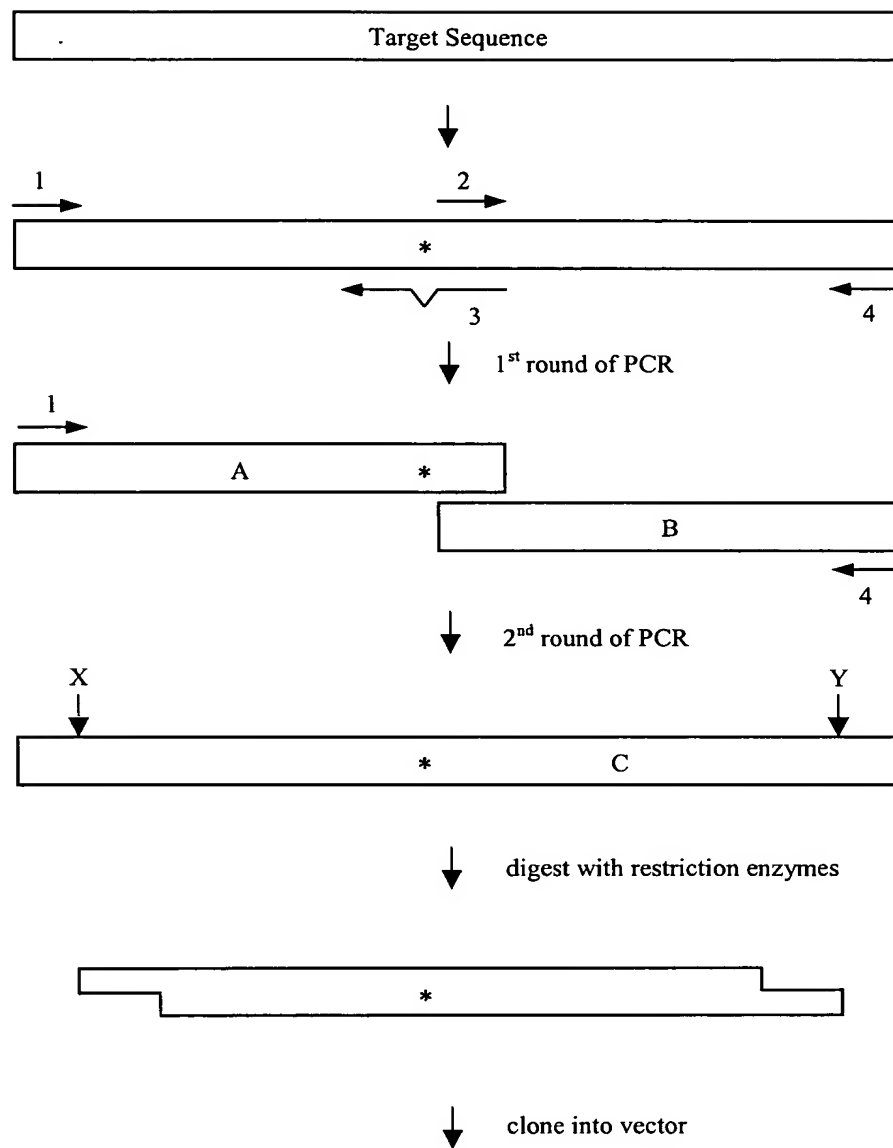 Target Sequence
1
2
*
3
4
1st round of PCR
1
A *
B
4
2nd round of PCR
X Y
* C
digest with restriction enzymes
*
clone into vector